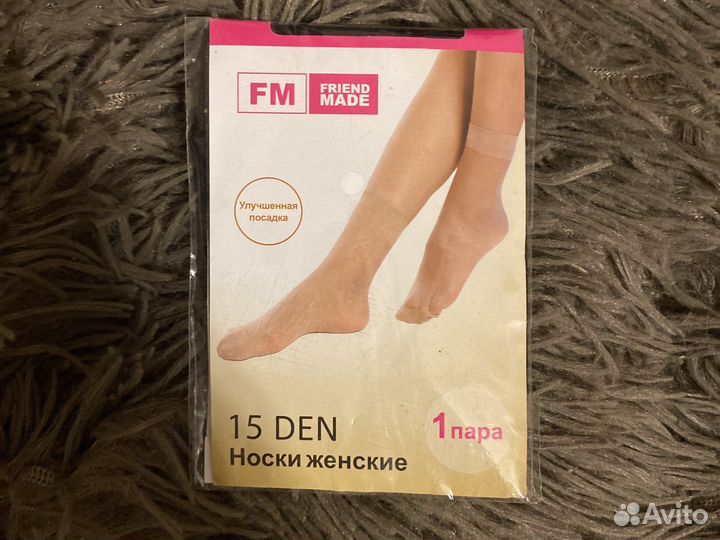 FM
FRIEND
MADE
Улучшенная
посадка
15 DEN
1 пара
Носки женские
Avito